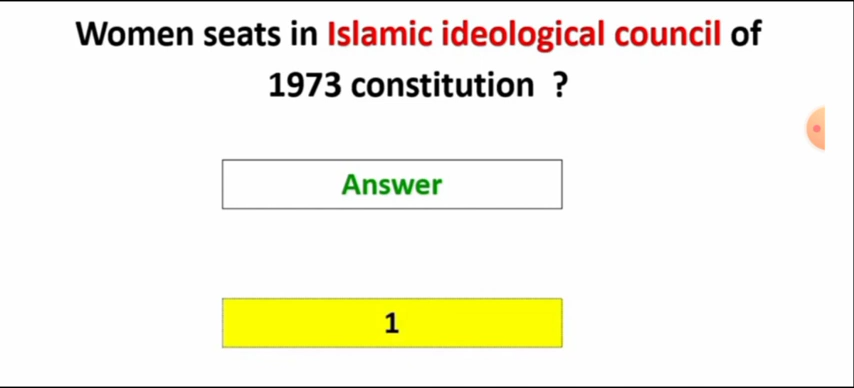 Women seats in Islamic ideological council of
1973 constitution ?
Answer
1